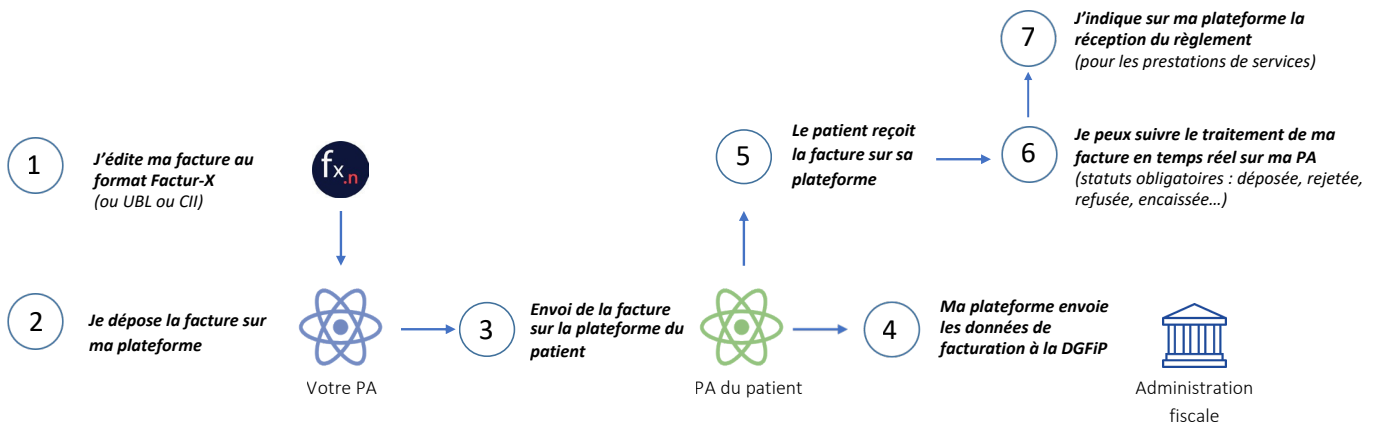 1
J'édite ma facture au
format Factur-X
(ou UBL ou CII)
fx.n
2
Je dépose la facture sur
ma plateforme
Votre PA
3
Envoi de la facture
sur la plateforme du
patient
PA du patient
4
Ma plateforme envoie
les données de
facturation à la DGFiP
Administration
fiscale
5
Le patient reçoit
la facture sur sa
plateforme
6
Je peux suivre le traitement de ma
facture en temps réel sur ma PA
(statuts obligatoires : déposée, rejetée,
refusée, encaissée…)
7
J'indique sur ma plateforme la
réception du règlement
(pour les prestations de services)